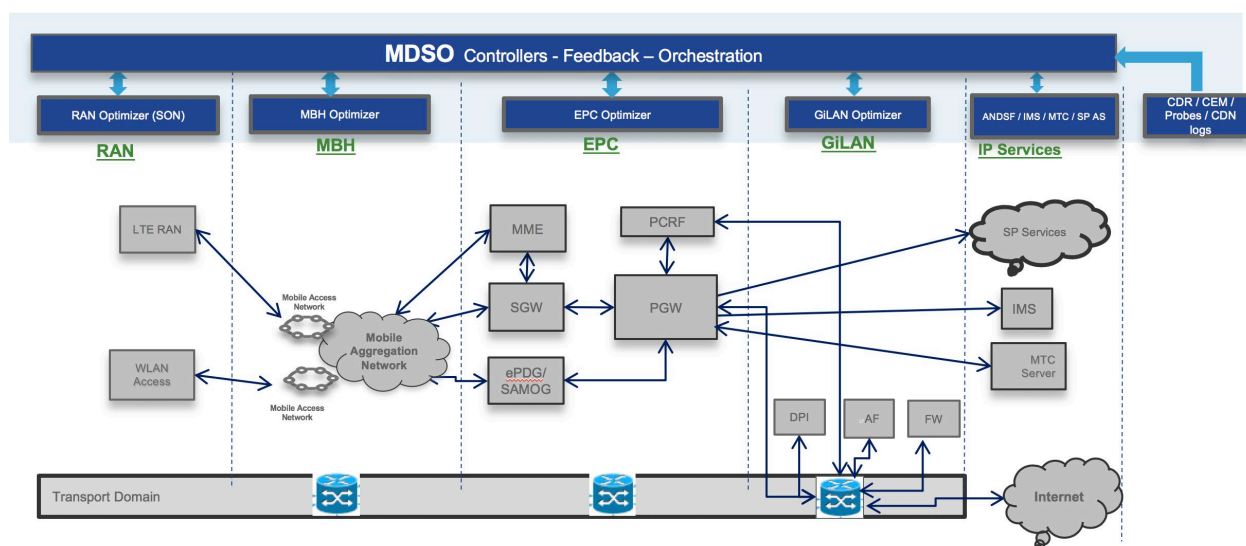 MDSO Controllers - Feedback – Orchestration
RAN Optimizer (SON)
MBH Optimizer
EPC Optimizer
GiLAN Optimizer
ANDSF / IMS / MTC / SP AS
CDR / CEM /
Probes / CDN
logs
RAN
MBH
EPC
GiLAN
IP Services
LTE RAN
MME
PCRF
SP Services
Mobile Access
Network
SGW
PGW
IMS
Mobile
Aggregation
Network
WLAN
Access
ePDG/
SAMOG
MTC
Server
Mobile Access
Network
DPI
AF
FW
Transport Domain
Internet